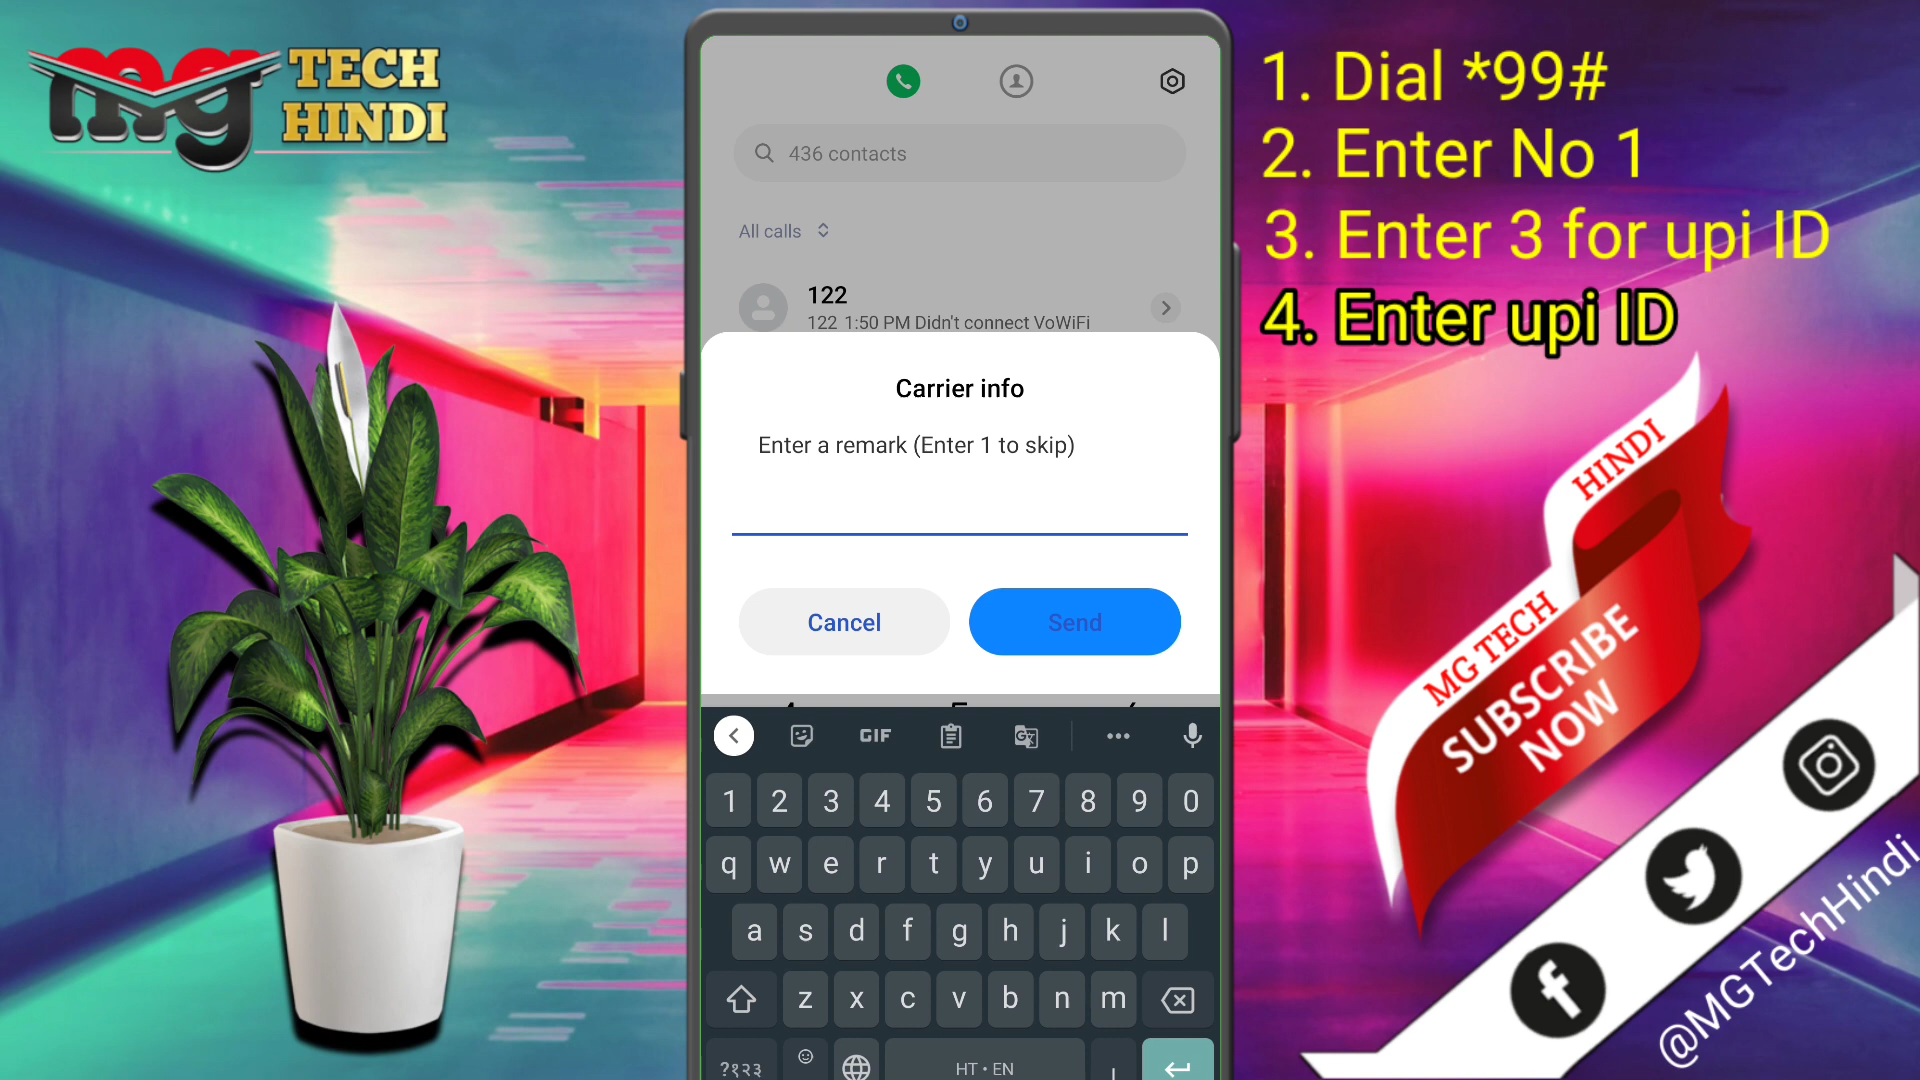 mg TECH
HINDI
436 contacts
All calls
122
122 1:50 PM Didn't connect VoWiFi
Carrier info
Enter a remark (Enter 1 to skip)
Cancel
Send
GIF
1 2 3 4 5 6 7 8 9 0
q w e r t y u i o p
a s d f g h j k l
z x c v b n m
?१२३
HT • EN
1. Dial *99#
2. Enter No 1
3. Enter 3 for upi ID
4. Enter upi ID
HINDI
MG TECH
SUBSCRIBE
NOW
@MGTechHindi